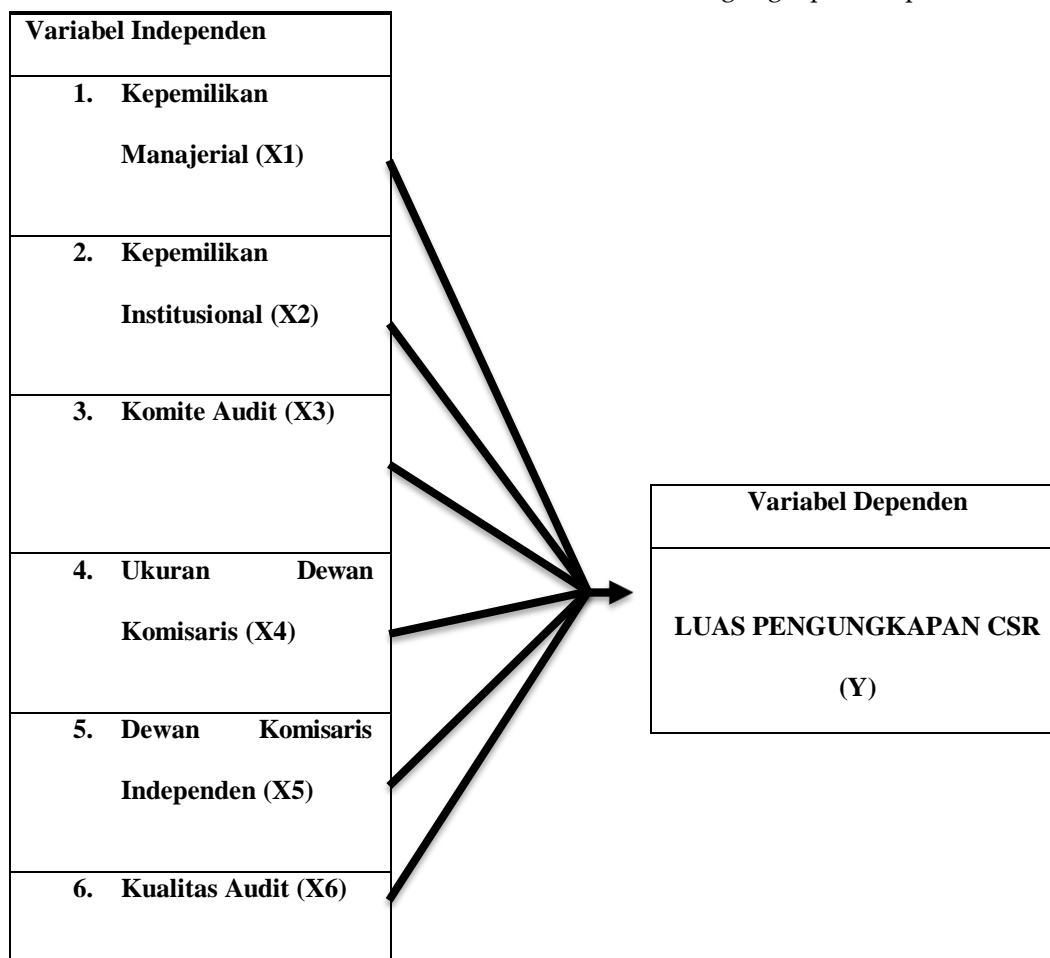 Variabel Independen
1. Kepemilikan
Manajerial (X1)
2. Kepemilikan
Institusional (X2)
3. Komite Audit (X3)
4. Ukuran Dewan
Komisaris (X4)
5. Dewan Komisaris
Independen (X5)
6. Kualitas Audit (X6)
Variabel Dependen
LUAS PENGUNGKAPAN CSR
(Y)